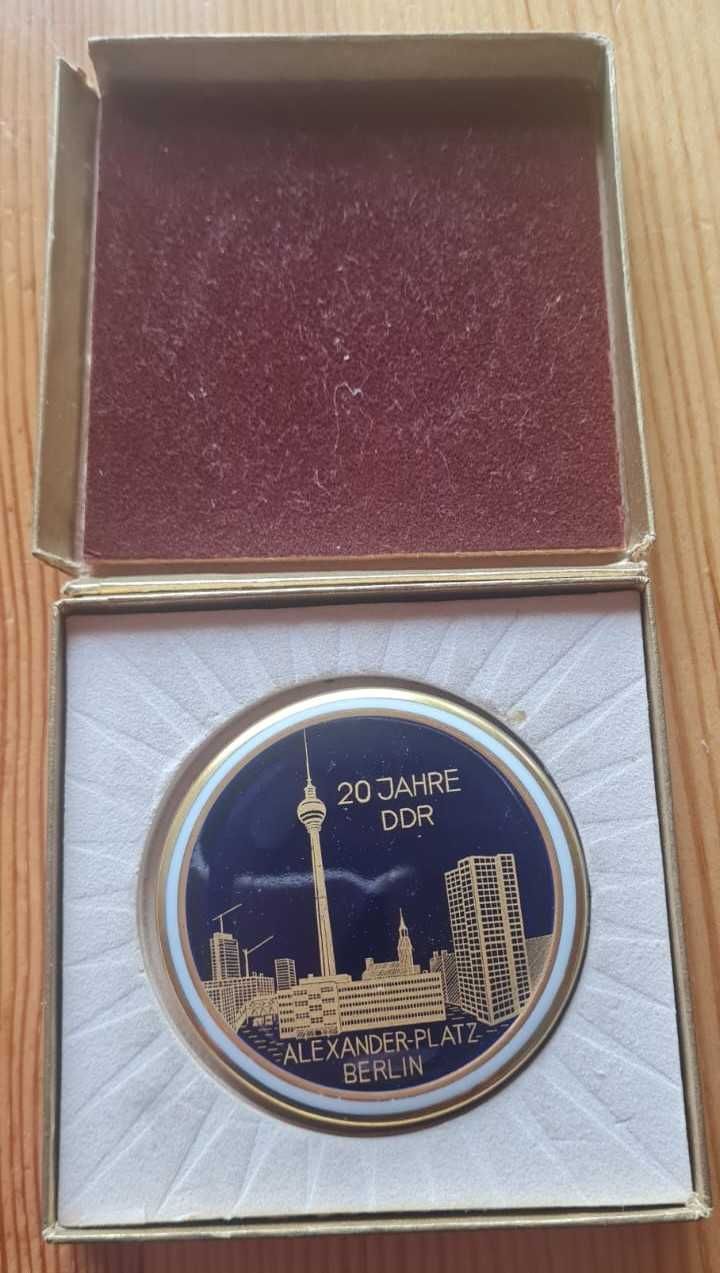 20 JAHRE
DDR
ALEXANDER-PLATZ
BERLIN